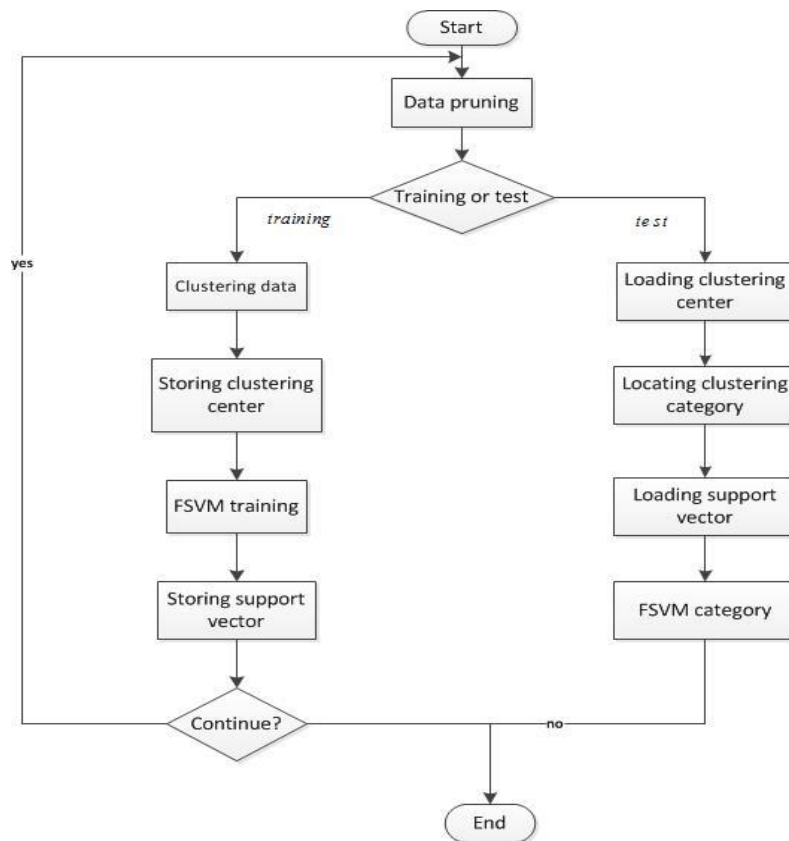 Start
Data pruning
Training or test
training
test
yes
Clustering data
Loading clustering
center
Storing clustering
center
Locating clustering
category
FSVM training
Loading support
vector
Storing support
vector
FSVM category
Continue?
no
End